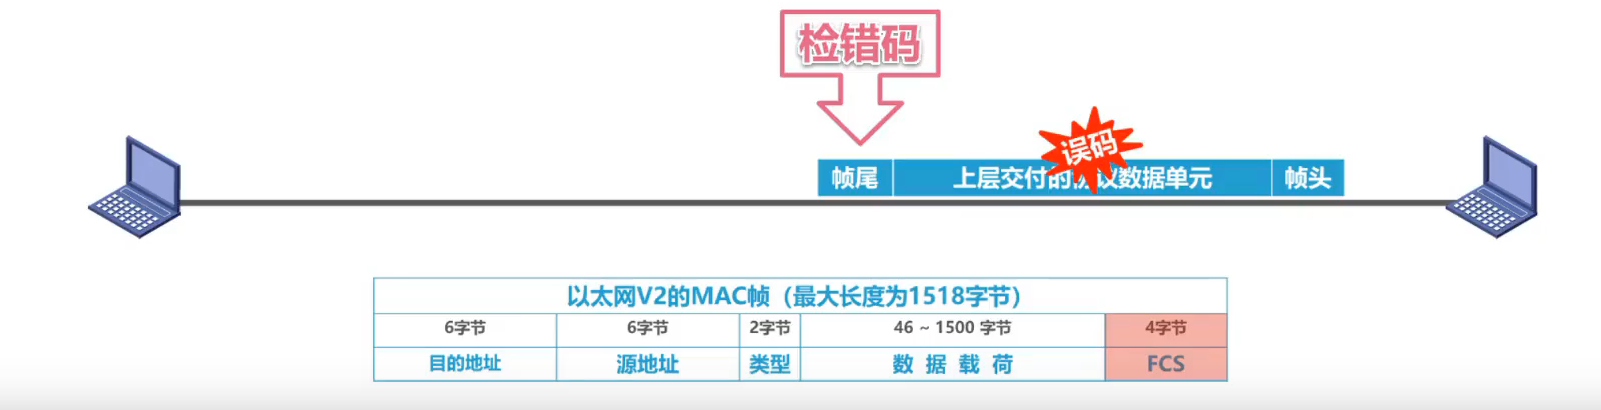 检错码
误码
帧尾 上层交付的协议数据单元 帧头
以太网V2的MAC帧（最大长度为1518字节）
6字节 6字节 2字节 46 ~ 1500 字节 4字节
目的地址 源地址 类型 数 据 载 荷 FCS